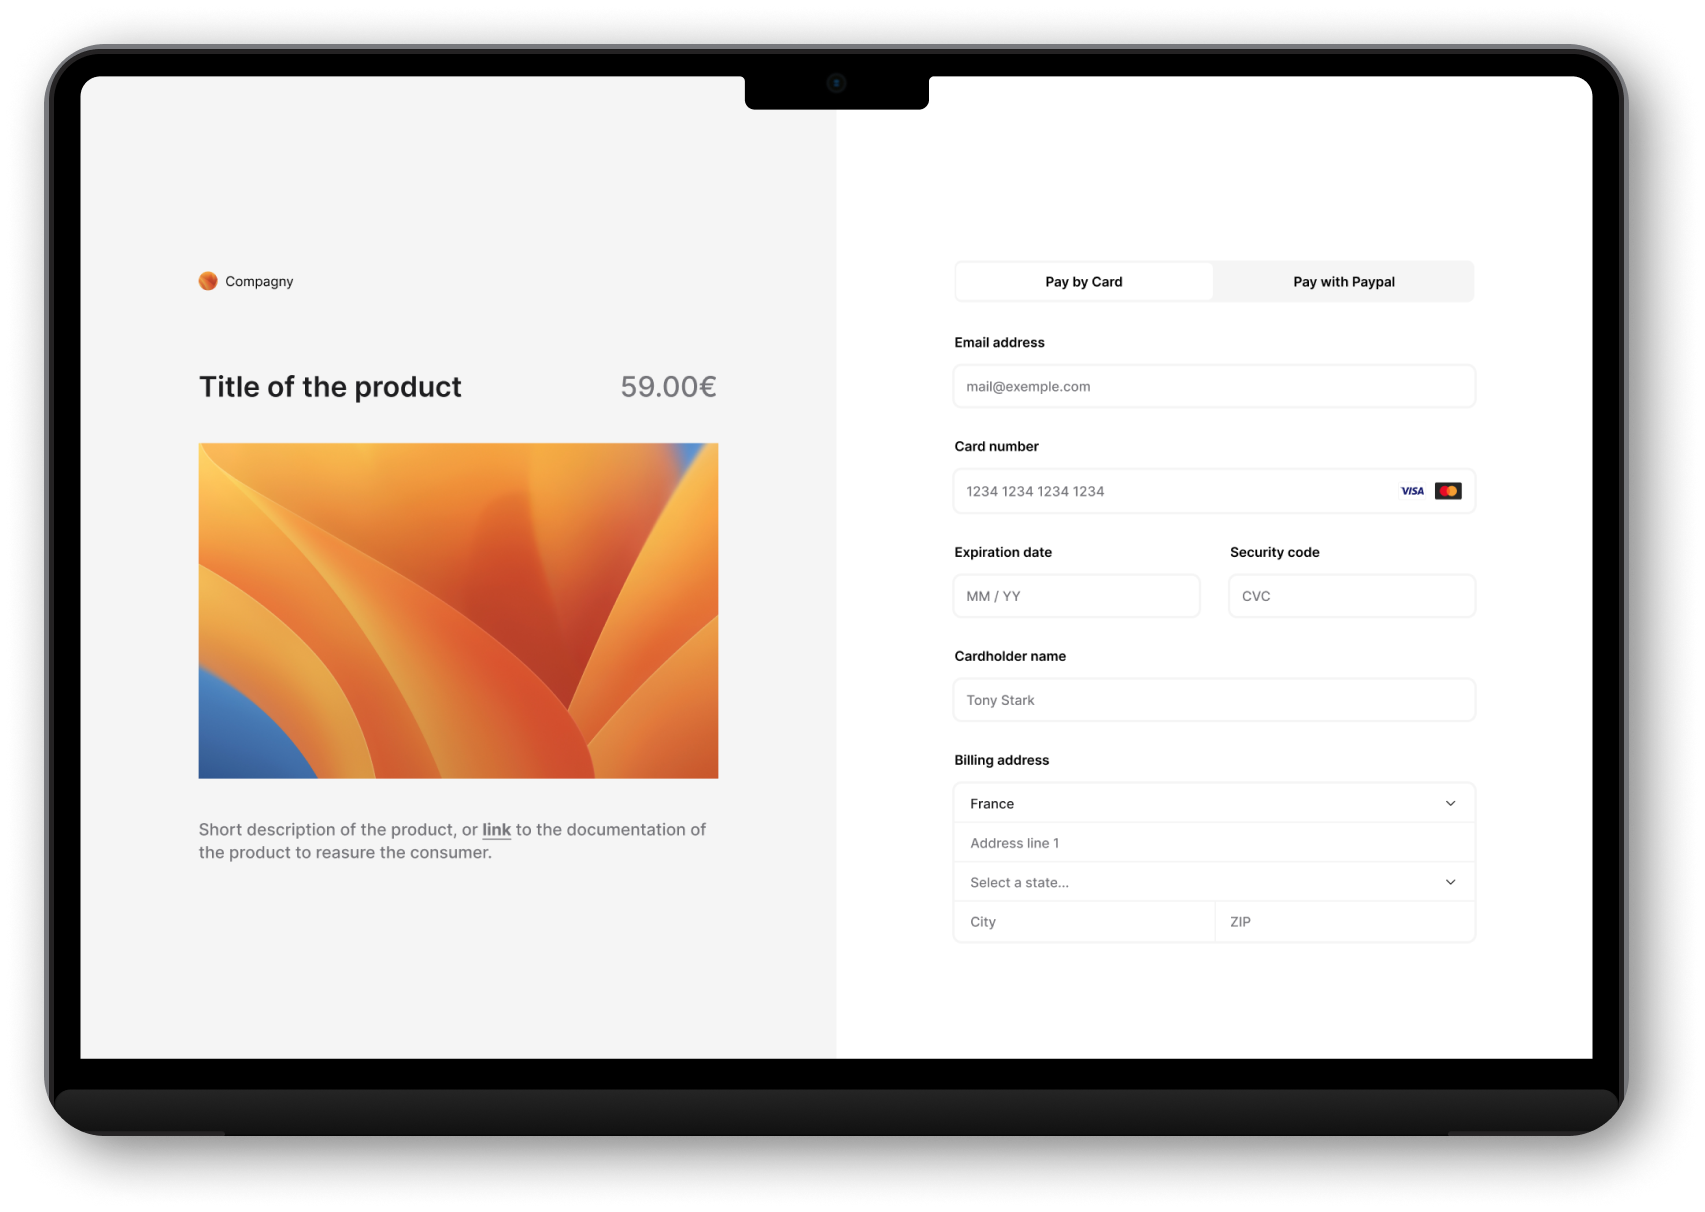 Compagny
Title of the product
59.00€
Short description of the product, or link to the documentation of
the product to reasure the consumer.
Pay by Card
Pay with Paypal
Email address
mail@exemple.com
Card number
1234 1234 1234 1234
VISA
Expiration date
Security code
MM / YY
CVC
Cardholder name
Tony Stark
Billing address
France
Address line 1
Select a state...
City
ZIP